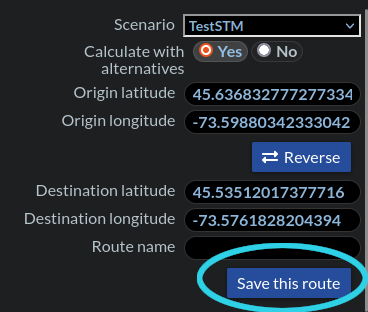 Scenario TestSTM
Calculate with alternatives Yes No
Origin latitude 45.636832777277334
Origin longitude -73.59880342333042
Reverse
Destination latitude 45.53512017377716
Destination longitude -73.5761828204394
Route name
Save this route